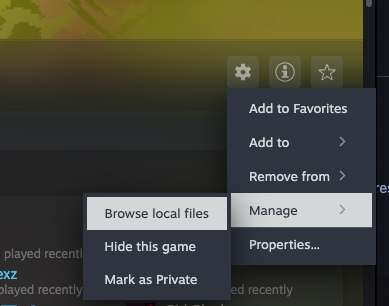 Add to Favorites
Add to
Remove from
Manage
Properties...
Browse local files
Hide this game
Mark as Private
played recently
exz
played recently